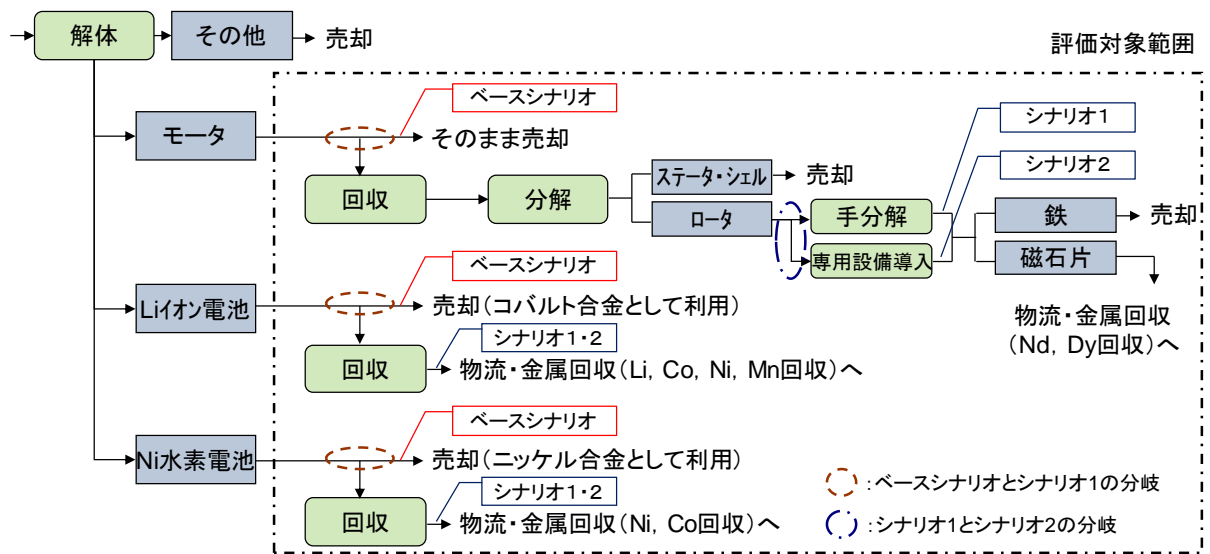 解体
その他
売却
評価対象範囲
ベースシナリオ
シナリオ1
モータ
そのまま売却
シナリオ2
ステータ・シェル
売却
回収
分解
ロータ
手分解
鉄
売却
専用設備導入
磁石片
ベースシナリオ
Liイオン電池
売却(コバルト合金として利用)
物流・金属回収
(Nd, Dy回収)へ
シナリオ1・2
回収
物流・金属回収(Li, Co, Ni, Mn回収)へ
ベースシナリオ
Ni水素電池
売却(ニッケル合金として利用)
シナリオ1・2
:ベースシナリオとシナリオ1の分岐
回収
物流・金属回収(Ni, Co回収)へ
:シナリオ1とシナリオ2の分岐